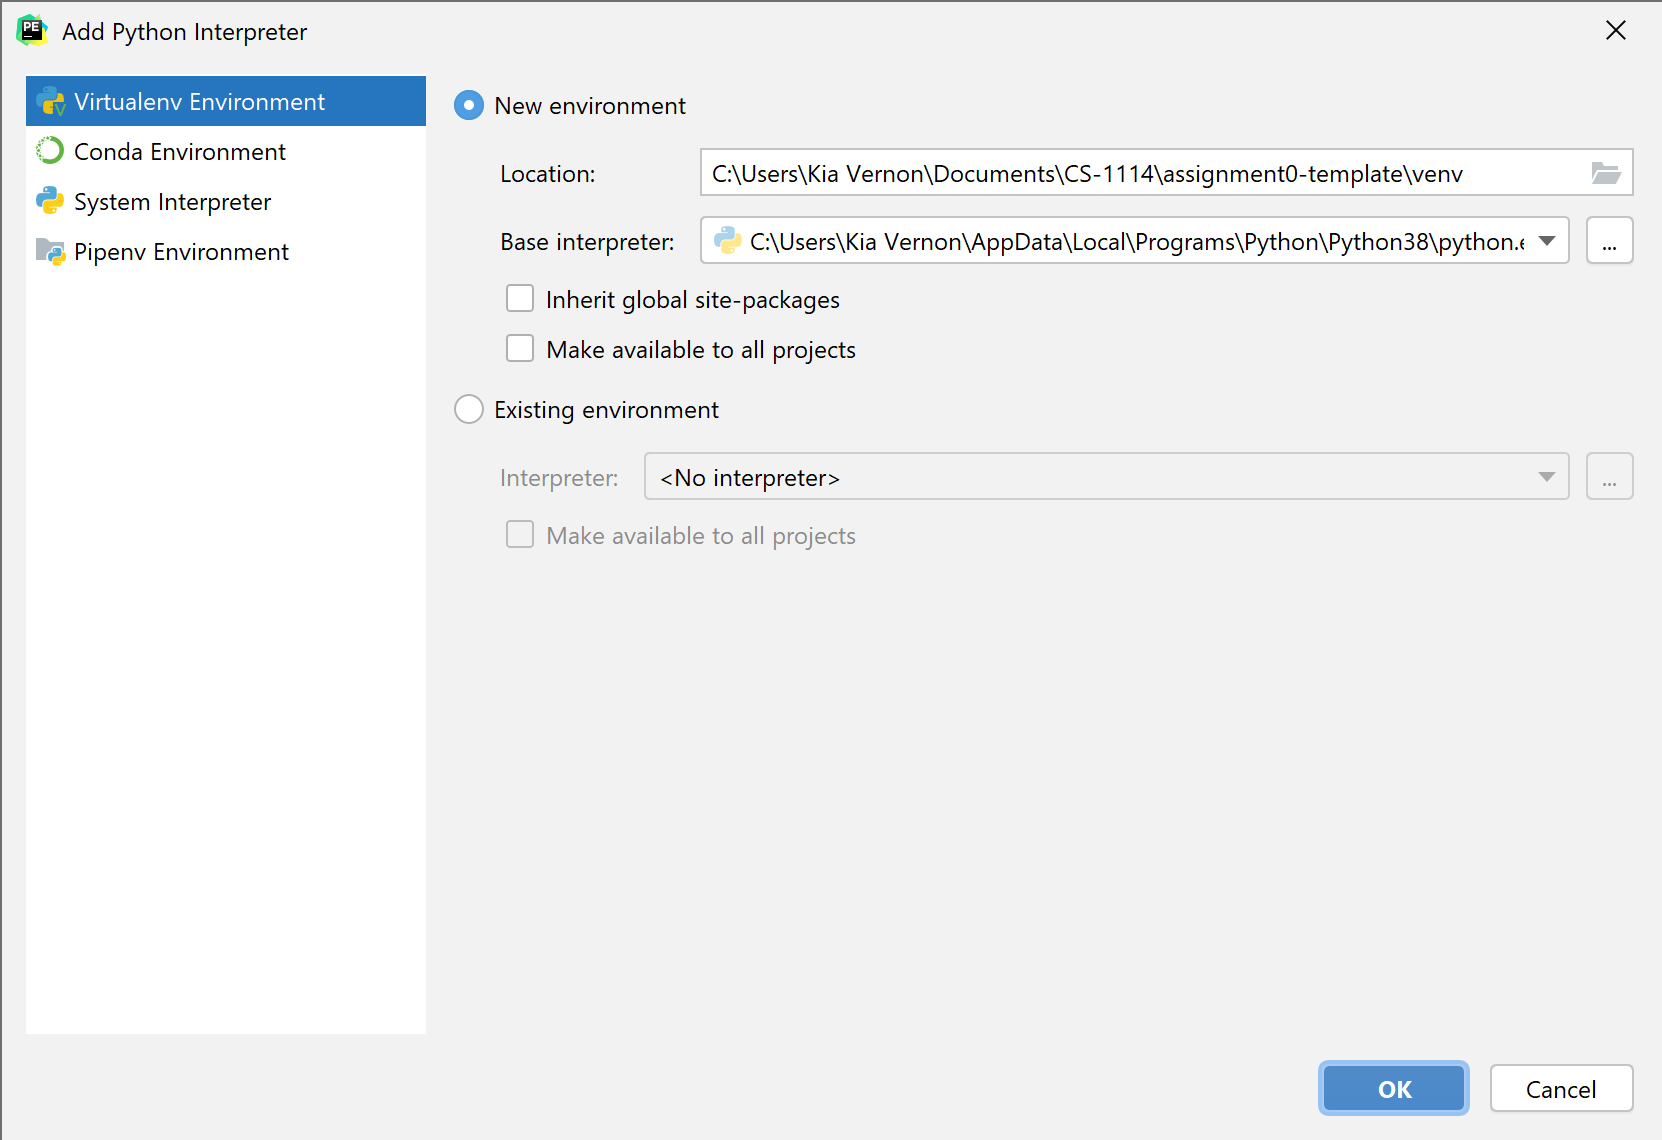 PE
Add Python Interpreter
Virtualenv Environment
Conda Environment
System Interpreter
Pipenv Environment
New environment
Location: C:\Users\Kia Vernon\Documents\CS-1114\assignment0-template\venv
Base interpreter: C:\Users\Kia Vernon\AppData\Local\Programs\Python\Python38\python.e ...
Inherit global site-packages
Make available to all projects
Existing environment
Interpreter: <No interpreter> ...
Make available to all projects
OK Cancel